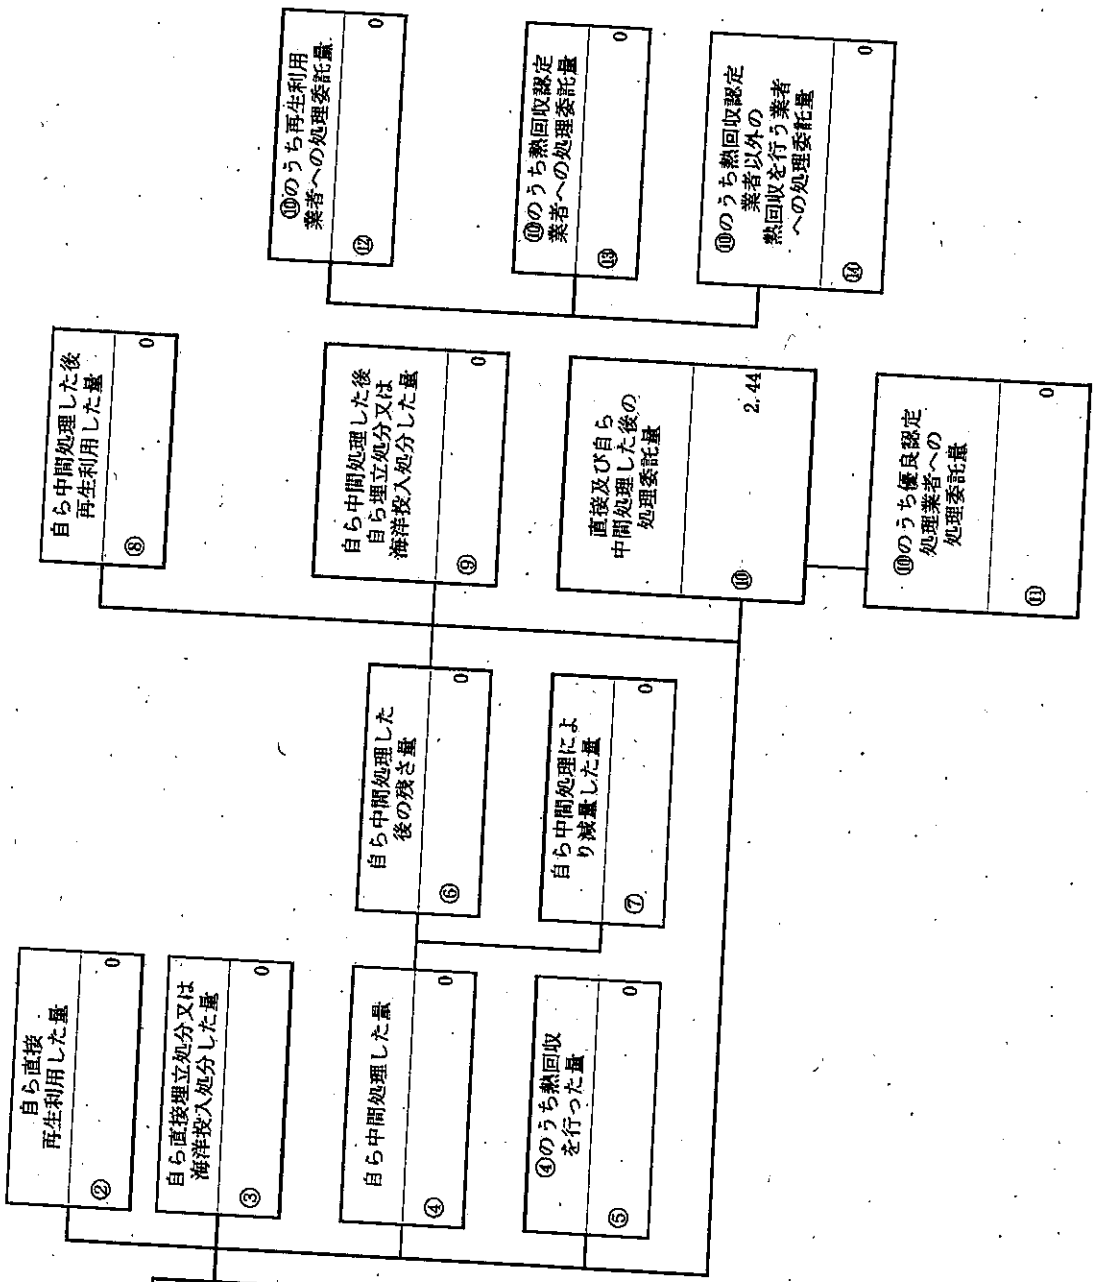 自ら直接
再生利用した量
② 0
自ら直接埋立処分又は
海洋投入処分した量
③ 0
自ら中間処理した量
④ 0
④のうち熱回収
を行った量
⑤ 0
自ら中間処理した
後の残さ量
⑥ 0
自ら中間処理によ
り減量した量
⑦ 0
自ら中間処理した後
再生利用した量
⑧ 0
自ら中間処理した後
自ら埋立処分又は
海洋投入処分した量
⑨ 0
直接及び自ら
中間処理した後の
処理委託量
⑩ 2.44
⑩のうち優良認定
処理業者への
処理委託量
⑪ 0
⑩のうち再生利用
業者への処理委託量
⑫ 0
⑩のうち熱回収認定
業者への処理委託量
⑬ 0
⑩のうち熱回収認定
業者以外の
熱回収を行う業者
への処理委託量
⑭ 0